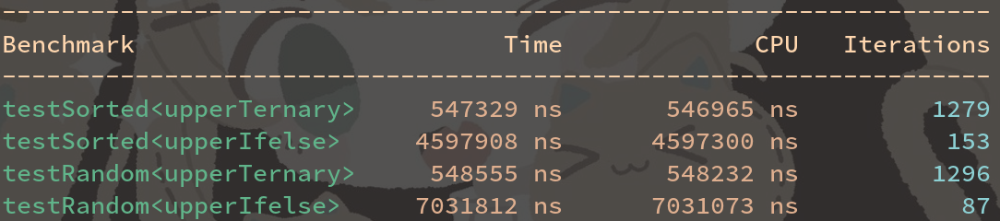 Benchmark Time CPU Iterations
testSorted<upperTernary> 547329 ns 546965 ns 1279
testSorted<upperIfelse> 4597908 ns 4597300 ns 153
testRandom<upperTernary> 548555 ns 548232 ns 1296
testRandom<upperIfelse> 7031812 ns 7031073 ns 87